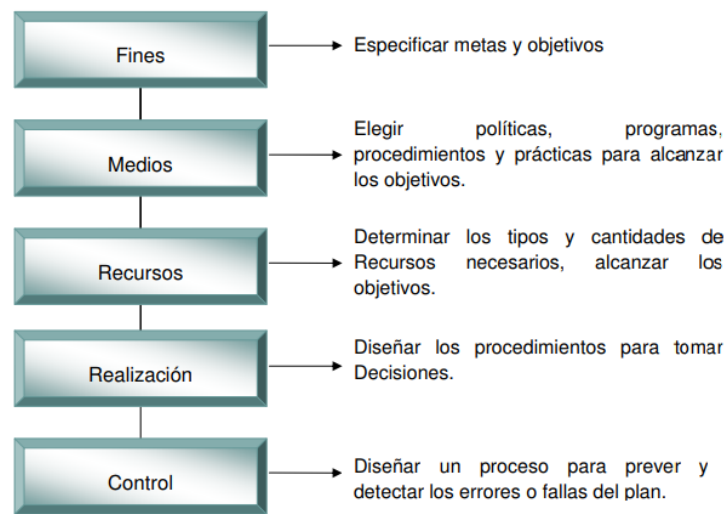 Fines
Especificar metas y objetivos
Medios
Elegir políticas, programas,
procedimientos y prácticas para alcanzar
los objetivos.
Recursos
Determinar los tipos y cantidades de
Recursos necesarios, alcanzar los
objetivos.
Realización
Diseñar los procedimientos para tomar
Decisiones.
Control
Diseñar un proceso para prever y
detectar los errores o fallas del plan.